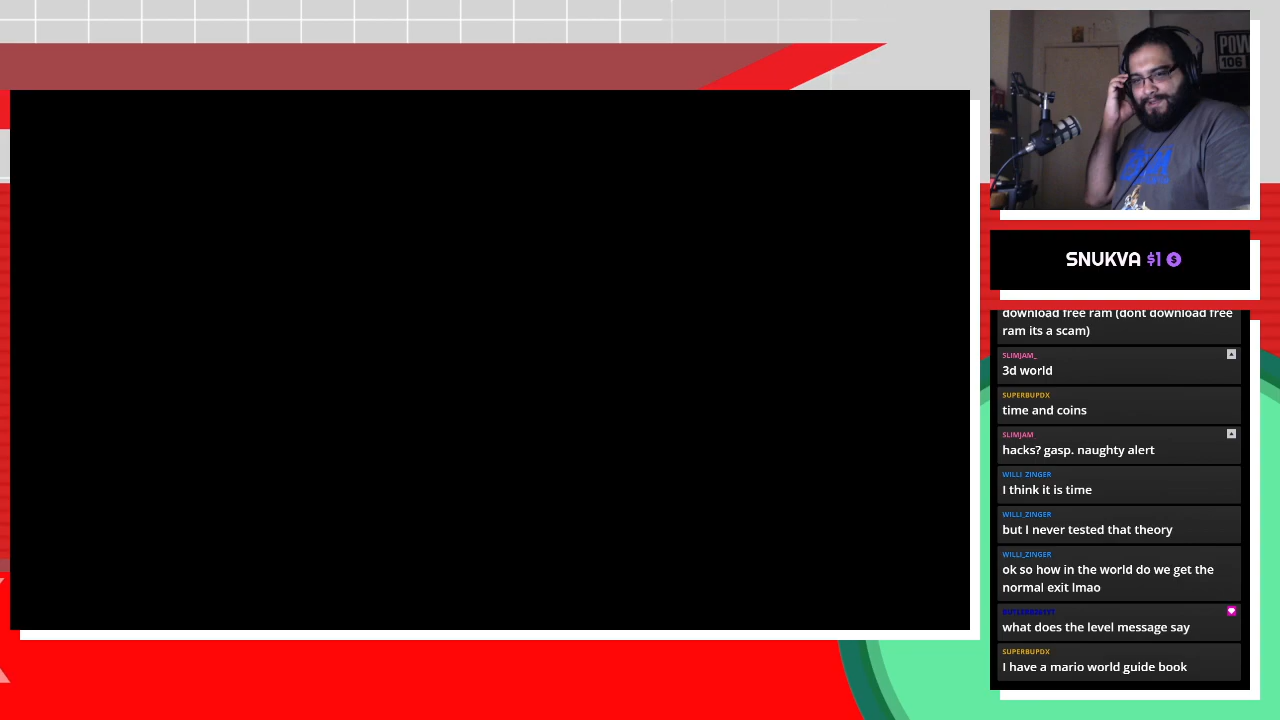 POW
106
SNUKVA $1
download free ram (dont download free
ram its a scam)
SLIMJAM_
3d world
SUPERBUPDX
time and coins
SLIMJAM
hacks? gasp. naughty alert
WILLI_ZINGER
I think it is time
WILLI_ZINGER
but I never tested that theory
WILLI_ZINGER
ok so how in the world do we get the
normal exit lmao
what does the level message say
SUPERBUPDX
I have a mario world guide book